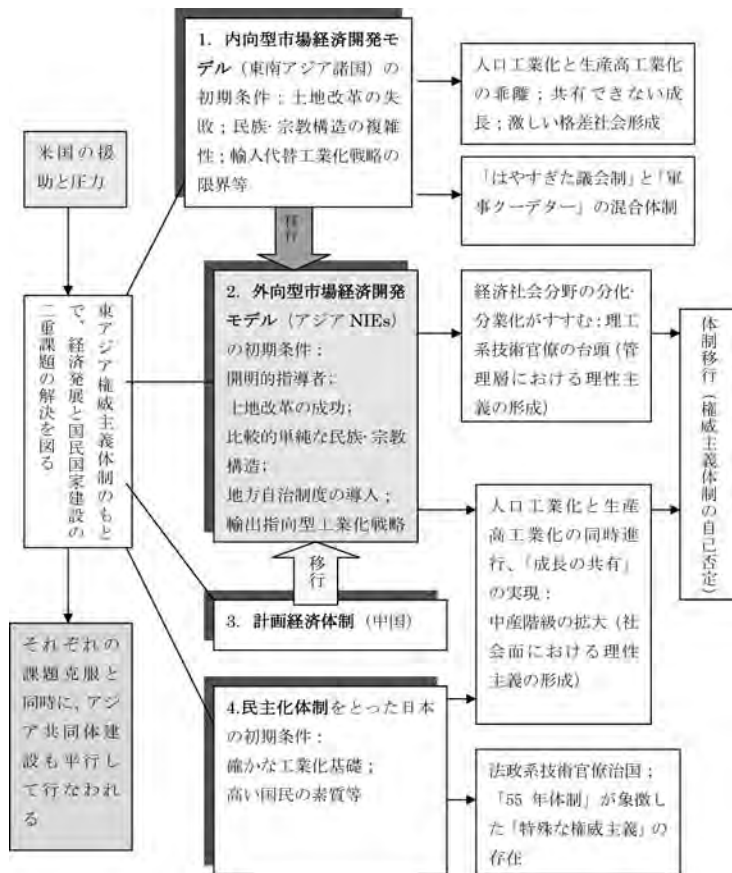 米国の援
助と圧力
東アジア権威主義体制のもと
で、経済発展と国民国家建設の
二重課題の解決を図る
それぞれの
課題克服と
同時に、アジ
ア共同体建
設も平行し
て行なわれ
る
1. 内向型市場経済開発モ
デル（東南アジア諸国）の
初期条件：土地改革の失
敗；民族・宗教構造の複雑
性；輸入代替工業化戦略の
限界等
移行
2. 外向型市場経済開発
モデル（アジア NIEs）
の初期条件：
開明的指導者；
土地改革の成功；
比較的単純な民族・宗教
構造；
地方自治制度の導入；
輸出指向型工業化戦略
移行
3. 計画経済体制（中国）
4.民主化体制をとった日本
の初期条件：
確かな工業化基礎；
高い国民の素質等
人口工業化と生産高工業化
の乖離；共有できない成
長；激しい格差社会形成
「はやすぎた議会制」と「軍
事クーデター」の混合体制
経済社会分野の分化・
分業化がすすむ；理工
系技術官僚の台頭（管
理層における理性主
義の形成）
人口工業化と生産
高工業化の同時進
行、「成長の共有」
の実現：
中産階級の拡大（社
会面における理性
主義の形成）
法政系技術官僚治国；
「55 年体制」が象徴し
た「特殊な権威主義」の
存在
体制移行（権威主義体制の自己否定）